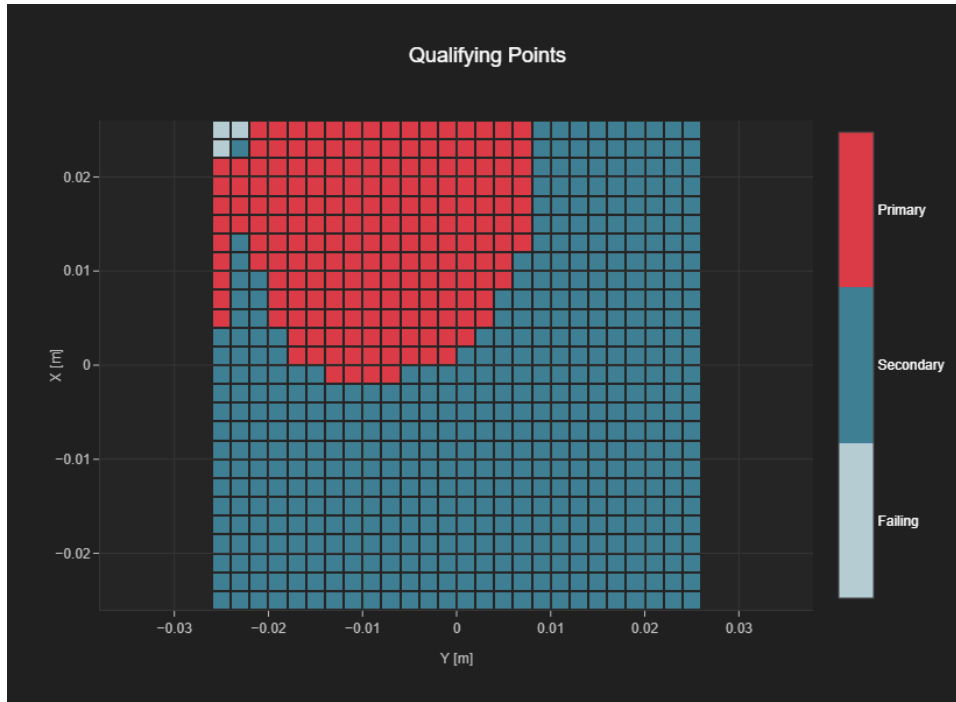 Qualifying Points
0.02
0.01
0
−0.01
−0.02
X [m]
−0.03
−0.02
−0.01
0
0.01
0.02
0.03
Y [m]
Primary
Secondary
Failing